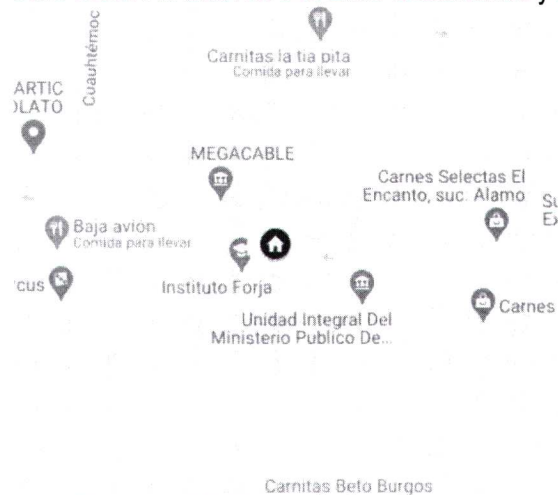 Cuauhtémoc
Carnitas la tia pita
Comida para llevar
ARTIC
LATO
MEGACABLE
Carnes Selectas El
Encanto, suc. Alamo
Baja avión
Comida para llevar
cus
Instituto Forja
Unidad Integral Del
Ministerio Publico De...
Carnes
Carnitas Beto Burgos